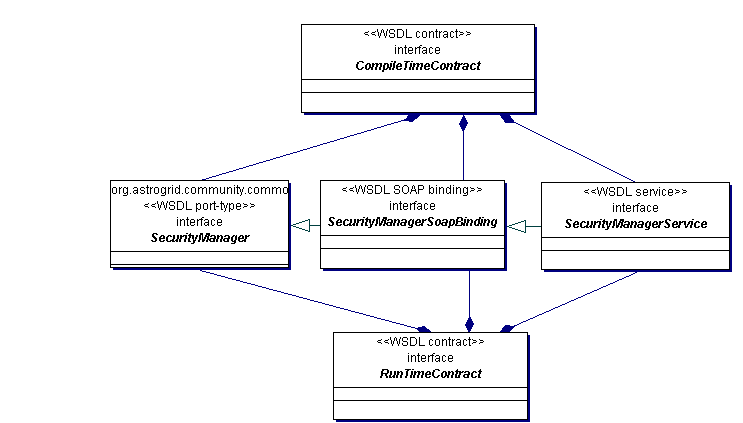 <<WSDL contract>>
interface
CompileTimeContract
org.astrogrid.community.commo
<<WSDL port-type>>
interface
SecurityManager
<<WSDL SOAP binding>>
interface
SecurityManagerSoapBinding
<<WSDL service>>
interface
SecurityManagerService
<<WSDL contract>>
interface
RunTimeContract